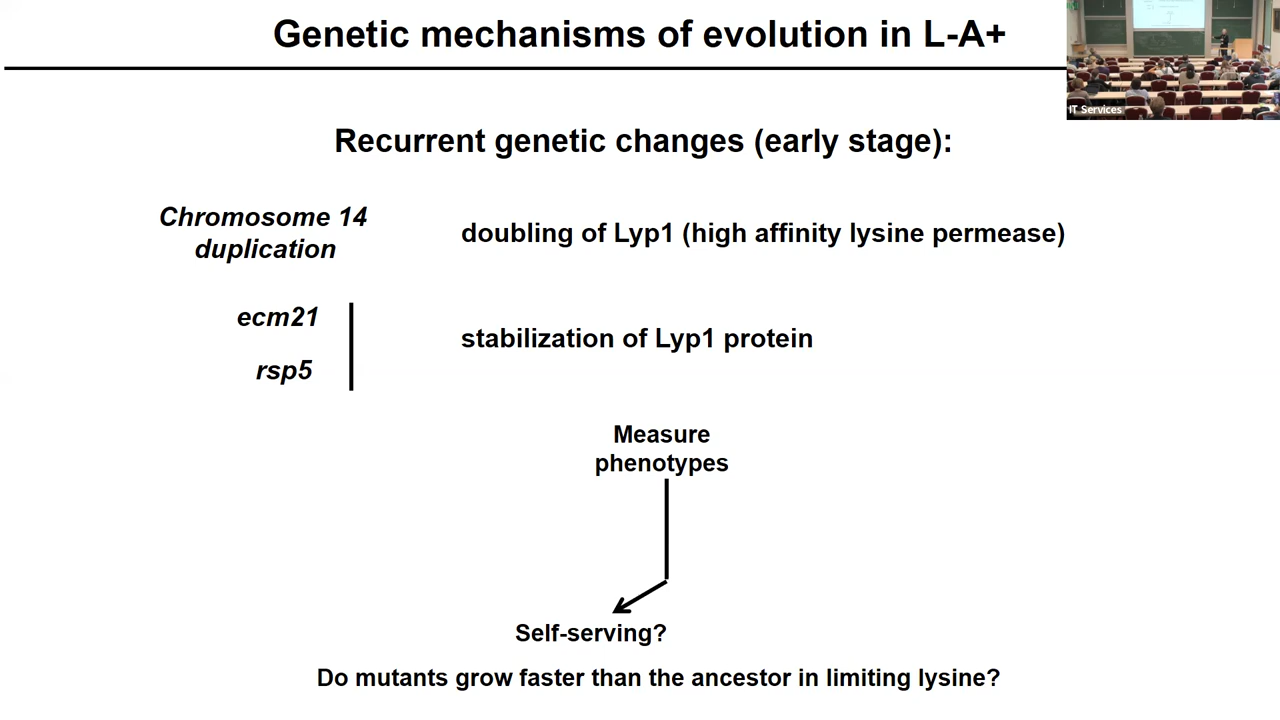 Genetic mechanisms of evolution in L-A+
IT Services
Recurrent genetic changes (early stage):
Chromosome 14
duplication
doubling of Lyp1 (high affinity lysine permease)
ecm21
rsp5
stabilization of Lyp1 protein
Measure
phenotypes
Self-serving?
Do mutants grow faster than the ancestor in limiting lysine?